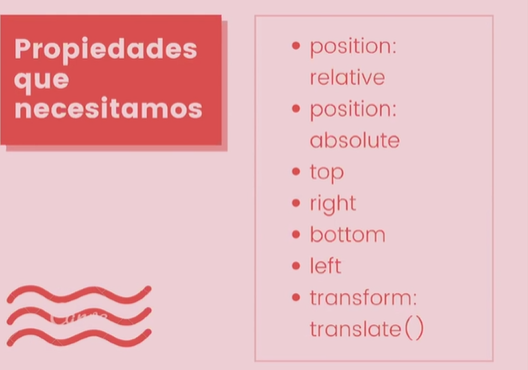 Propiedades
que
necesitamos
position:
relative
position:
absolute
top
right
bottom
left
transform:
translate()